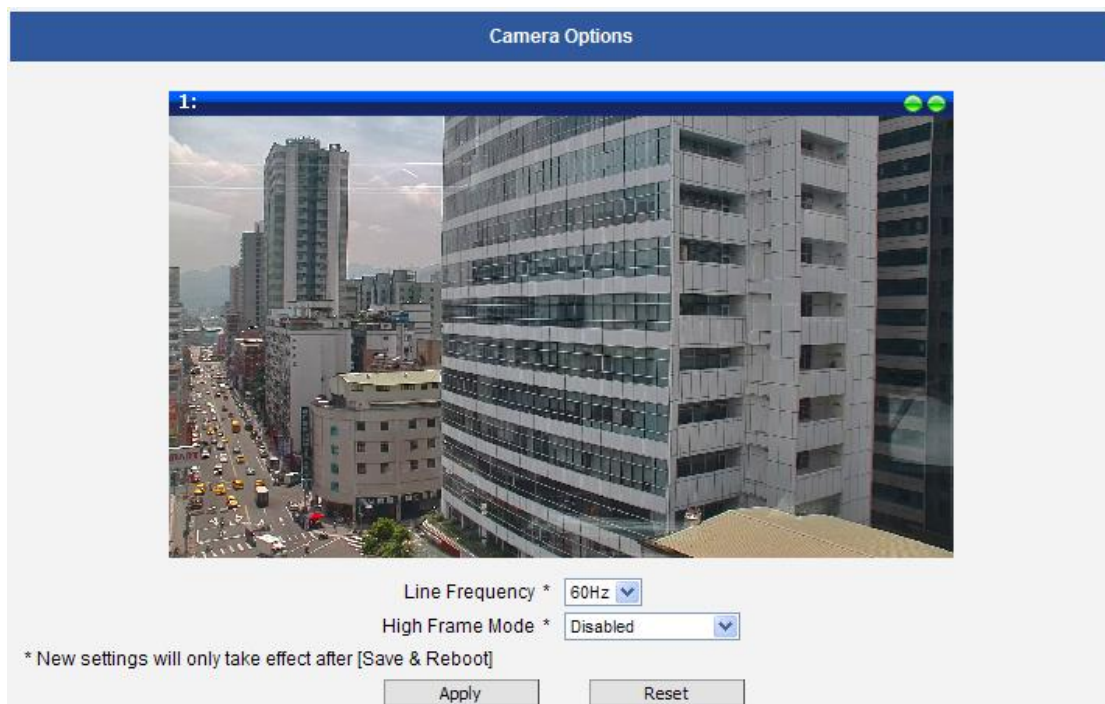 Camera Options
1:
Line Frequency * 60Hz
High Frame Mode * Disabled
* New settings will only take effect after [Save & Reboot]
Apply Reset